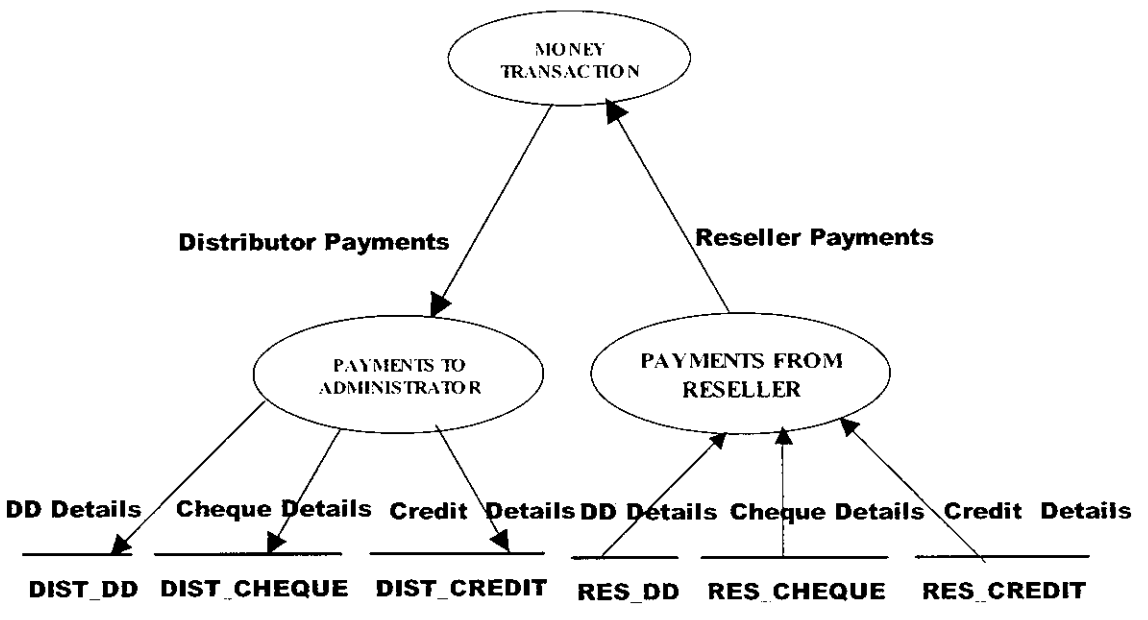 MONEY
TRANSACTION
Distributor Payments
Reseller Payments
PAYMENTS TO
ADMINISTRATOR
PAYMENTS FROM
RESELLER
DD Details
Cheque Details
Credit Details
DD Details
Cheque Details
Credit Details
DIST_DD
DIST_CHEQUE
DIST_CREDIT
RES_DD
RES_CHEQUE
RES_CREDIT